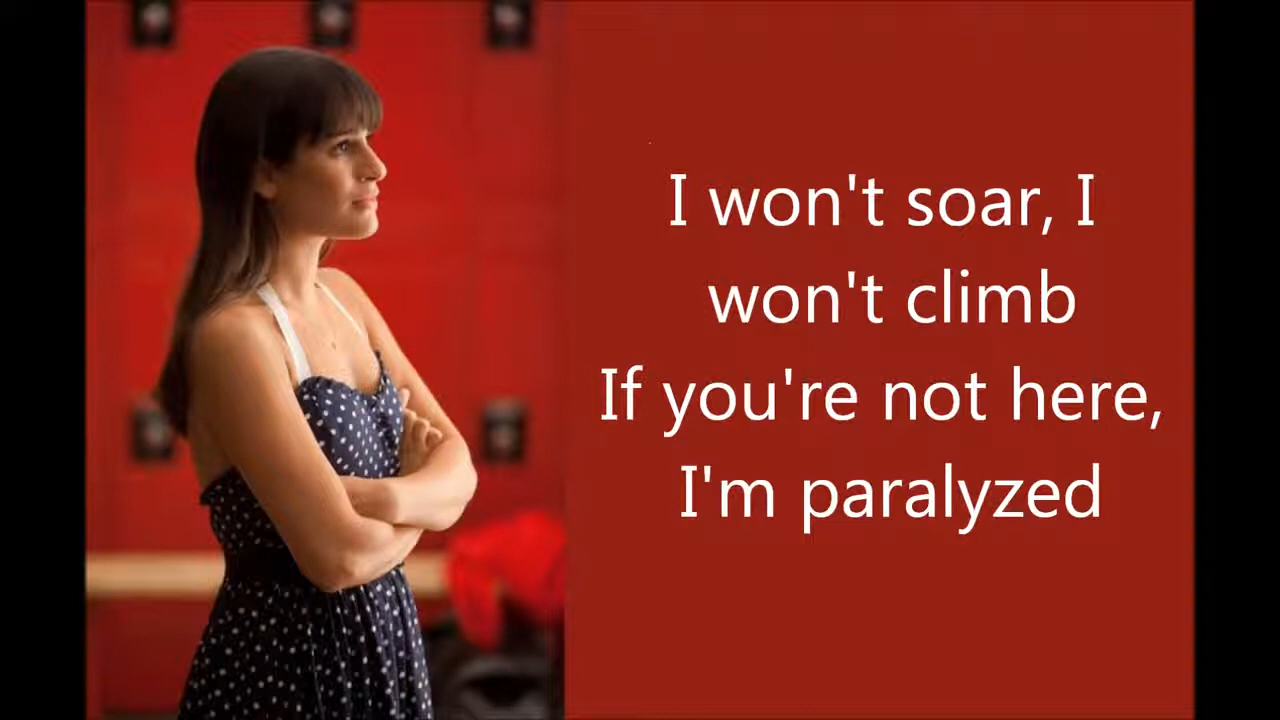 I won't soar, I
won't climb
If you're not here,
I'm paralyzed